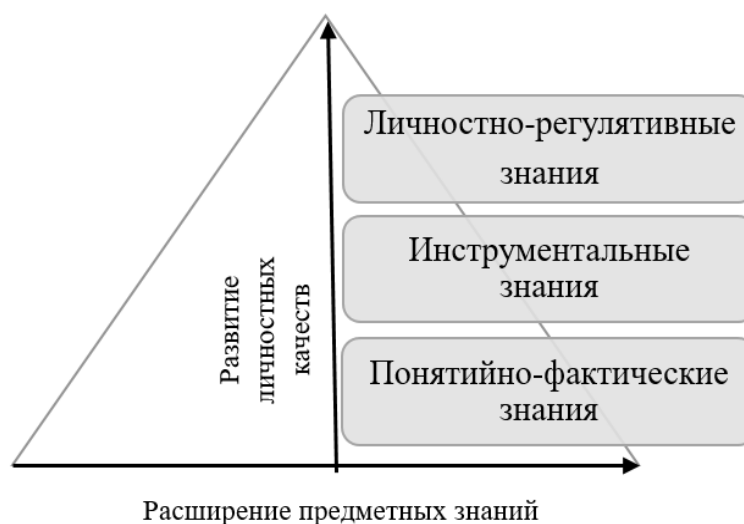 Личностно-регулятивные
знания
Инструментальные
знания
Понятийно-фактические
знания
Развитие
личностных
качеств
Расширение предметных знаний